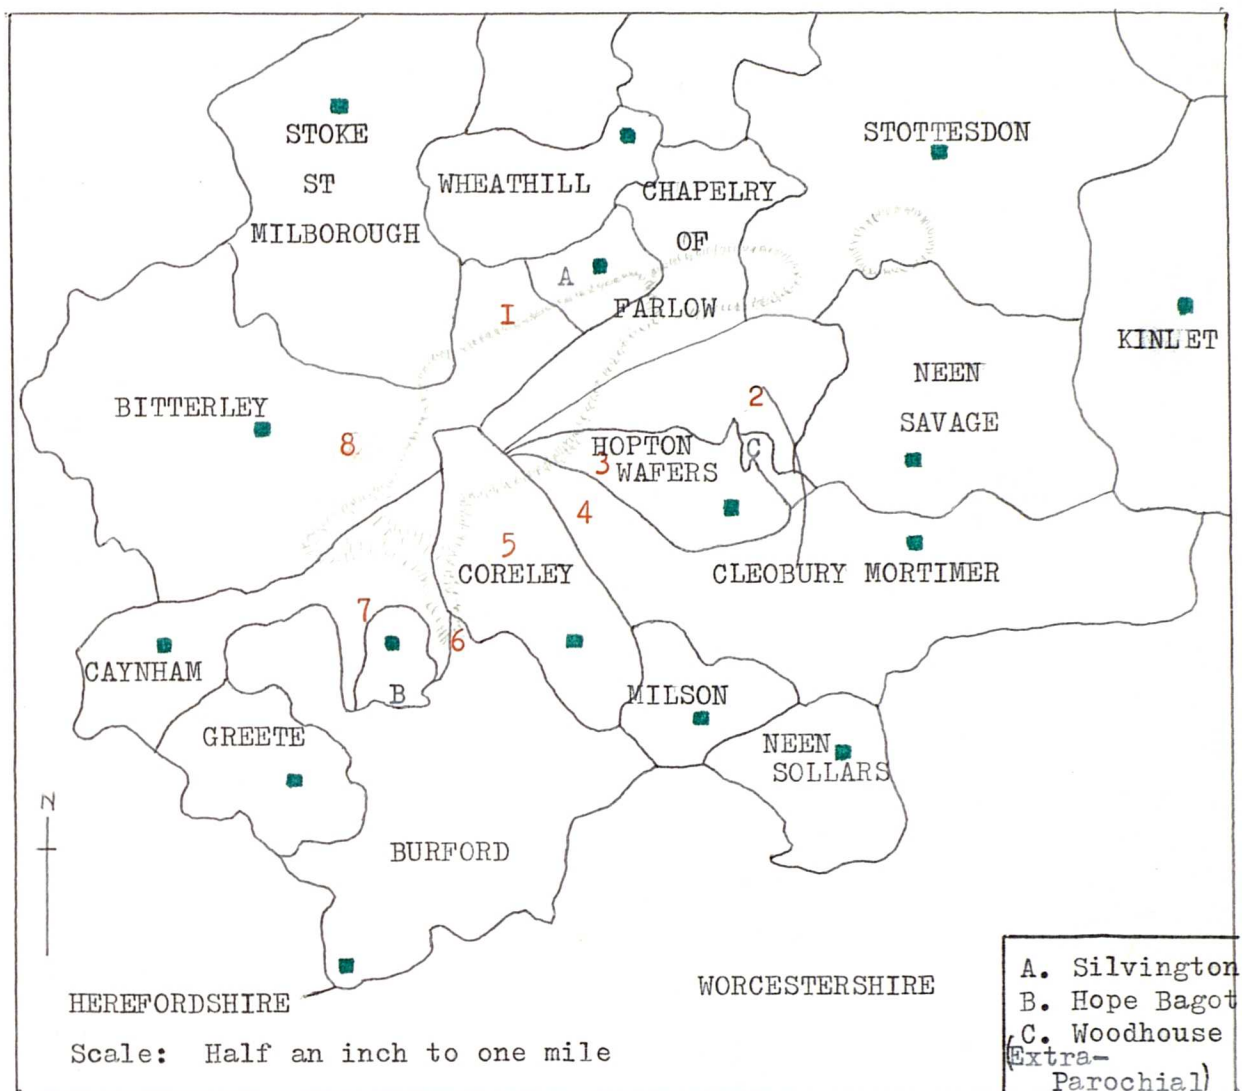 STOKE
ST
MILBOROUGH
WHEATHILL
CHAPELRY
OF
FARLOW
STOTTESDON
A
I
KINLET
NEEN
SAVAGE
BITTERLEY
8
2
HOPTON
WAFERS
C
3
4
5
CORELEY
CLEOBURY MORTIMER
7
6
CAYNHAM
B
MILSON
GREETE
NEEN
SOLLARS
N
BURFORD
WORCESTERSHIRE
HEREFORDSHIRE
Scale: Half an inch to one mile
A. Silvington
B. Hope Bagot
C. Woodhouse
(Extra-
Parochial)